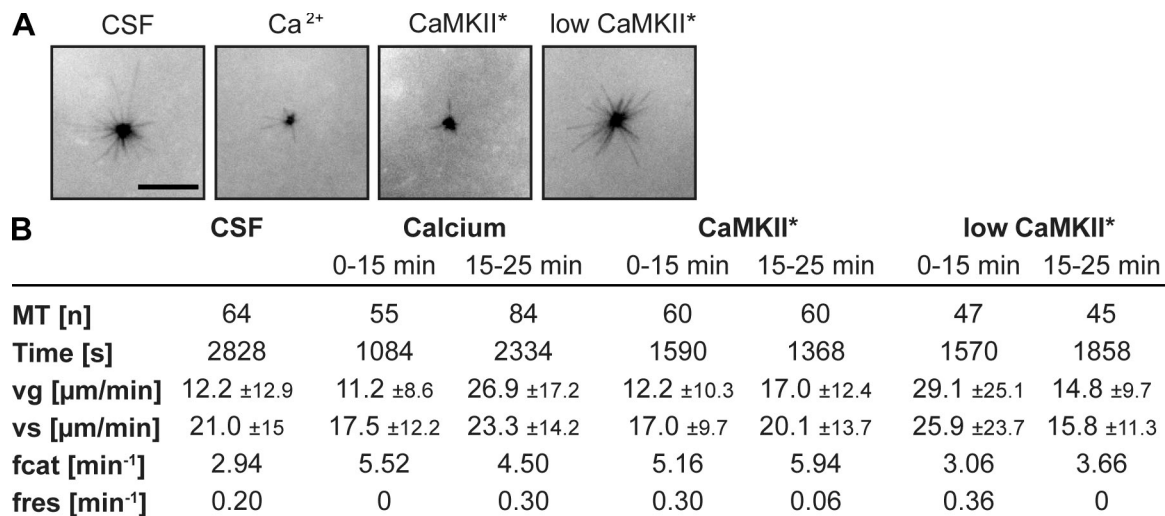 A CSF Ca2+ CaMKII* low CaMKII*
B CSF Calcium CaMKII* low CaMKII*
0-15 min 15-25 min 0-15 min 15-25 min 0-15 min 15-25 min
MT [n] 64 55 84 60 60 47 45
Time [s] 2828 1084 2334 1590 1368 1570 1858
vg [µm/min] 12.2 ±12.9 11.2 ±8.6 26.9 ±17.2 12.2 ±10.3 17.0 ±12.4 29.1 ±25.1 14.8 ±9.7
vs [µm/min] 21.0 ±15 17.5 ±12.2 23.3 ±14.2 17.0 ±9.7 20.1 ±13.7 25.9 ±23.7 15.8 ±11.3
fcat [min-1] 2.94 5.52 4.50 5.16 5.94 3.06 3.66
fres [min-1] 0.20 0 0.30 0.30 0.06 0.36 0